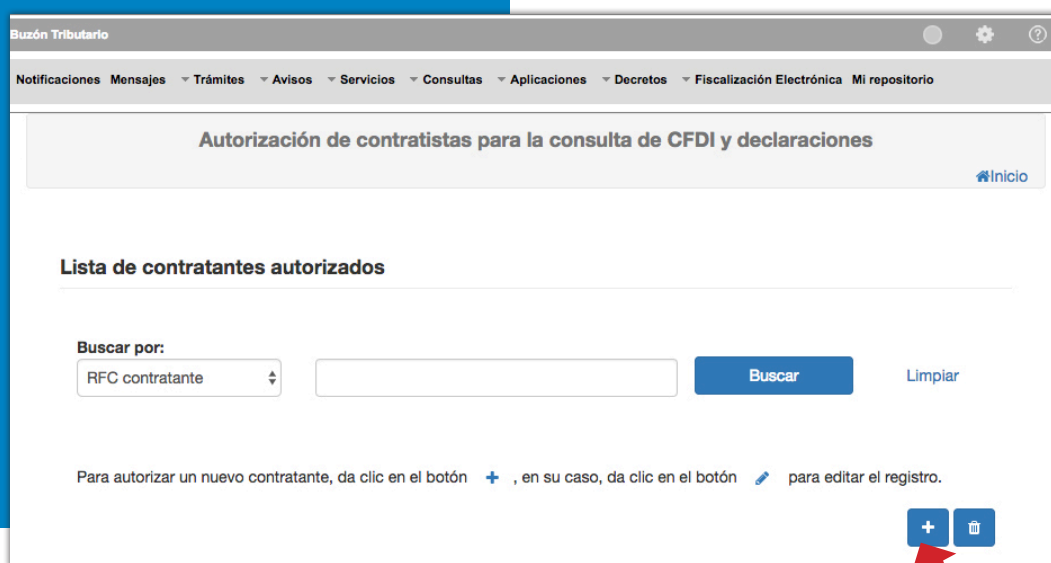 Buzón Tributario
Notificaciones Mensajes Trámites Avisos Servicios Consultas Aplicaciones Decretos Fiscalización Electrónica Mi repositorio
Autorización de contratistas para la consulta de CFDI y declaraciones
Inicio
Lista de contratantes autorizados
Buscar por:
RFC contratante Buscar Limpiar
Para autorizar un nuevo contratante, da clic en el botón + , en su caso, da clic en el botón para editar el registro.
+